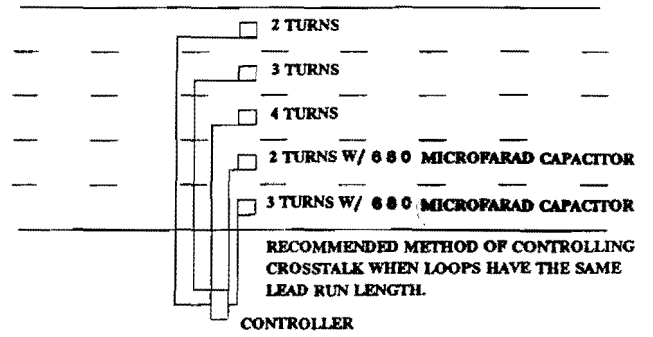 2 TURNS
3 TURNS
4 TURNS
2 TURNS W/ 680 MICROFARAD CAPACITOR
3 TURNS W/ 680 MICROFARAD CAPACITOR
RECOMMENDED METHOD OF CONTROLLING
CROSSTALK WHEN LOOPS HAVE THE SAME
LEAD RUN LENGTH.
CONTROLLER